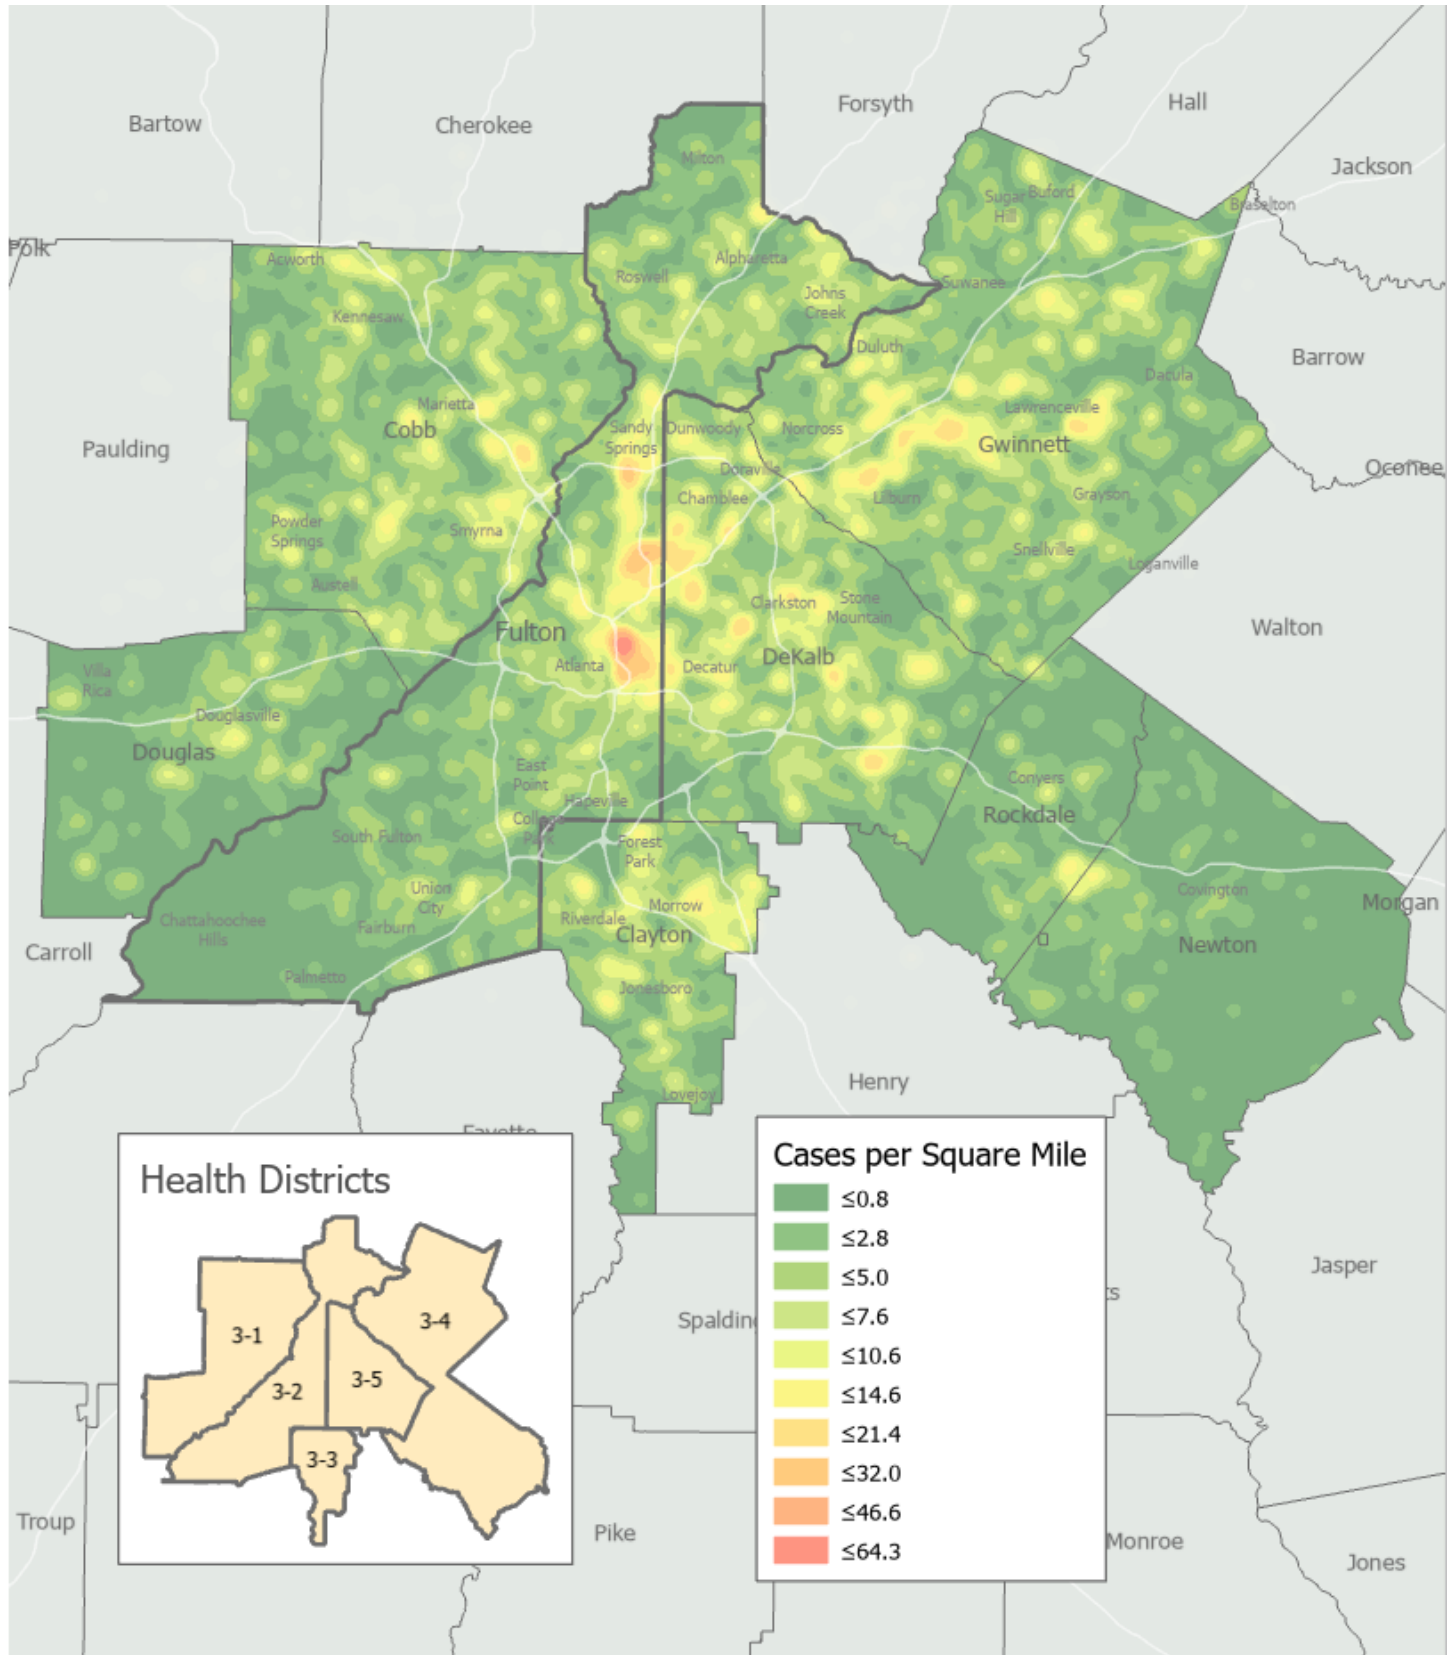 Forsyth
Hall
Bartow
Cherokee
Jackson
Milton
Sugar
Hill
Buford
Braselton
Polk
Acworth
Alpharetta
Roswell
Suwanee
Johns
Creek
Kennesaw
Duluth
Barrow
Dacula
Marietta
Lawrenceville
Cobb
Sandy
Springs
Dunwoody
Norcross
Gwinnett
Paulding
Doraville
Oconee
Chamblee
Lilburn
Grayson
Powder
Springs
Smyrna
Snellville
Loganville
Austell
Clarkston
Stone
Mountain
Fulton
Walton
Atlanta
Decatur
DeKalb
Villa
Rica
Douglasville
Douglas
East
Point
Conyers
Hapeville
Rockdale
College
Park
South Fulton
Forest
Park
Union
City
Covington
Morgan
Riverdale
Morrow
Chattahoochee
Hills
Fairburn
Clayton
Newton
Carroll
Palmetto
Jonesboro
Henry
Lovejoy
Fayette
Health Districts
3-1
3-2
3-3
3-4
3-5
Cases per Square Mile
≤0.8
≤2.8
≤5.0
≤7.6
≤10.6
≤14.6
≤21.4
≤32.0
≤46.6
≤64.3
Jasper
ts
Spalding
Troup
Pike
Monroe
Jones